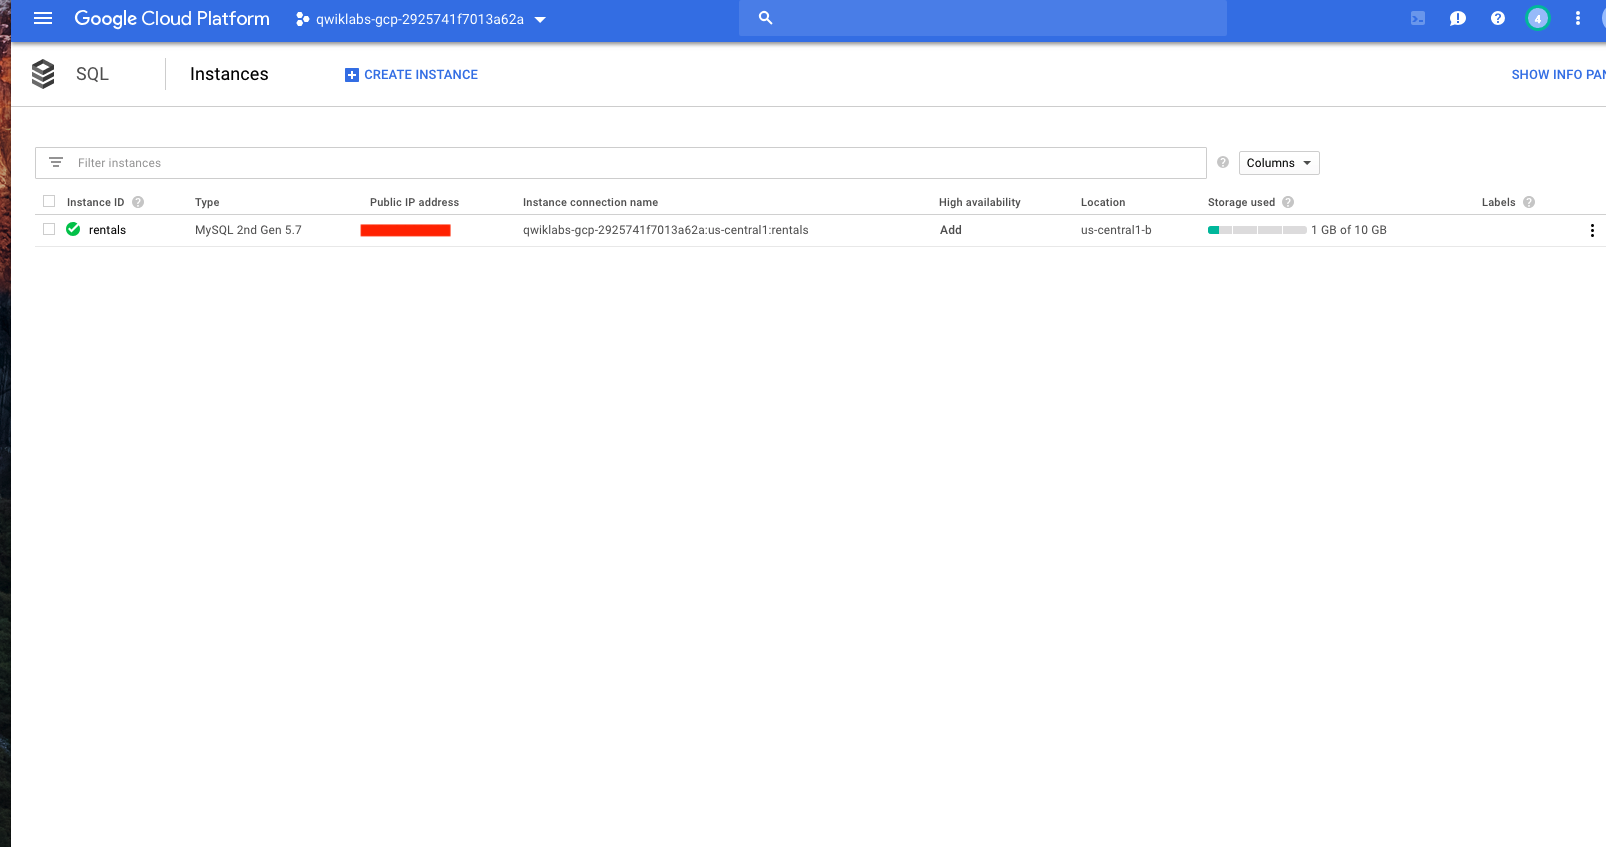 Google Cloud Platform qwiklabs-gcp-2925741f7013a62a 4
SQL Instances CREATE INSTANCE SHOW INFO PAN
Filter instances Columns
Instance ID Type Public IP address Instance connection name High availability Location Storage used Labels
rentals MySQL 2nd Gen 5.7 qwiklabs-gcp-2925741f7013a62a:us-central1:rentals Add us-central1-b 1 GB of 10 GB